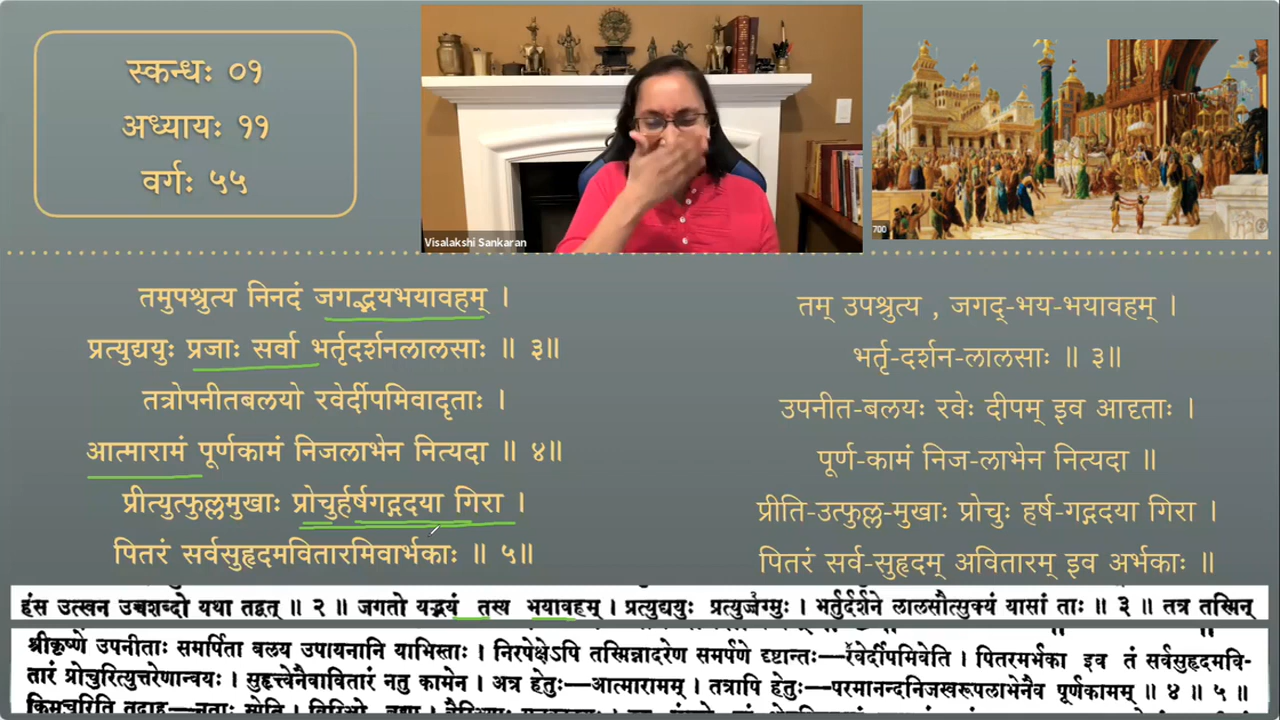 स्कन्धः ०१
अध्यायः ११
वर्गः ५५
Visalakshi Sankaran
700
तमुपश्रुत्य निनदं जगद्भयभयावहम् ।
प्रत्युद्ययुः प्रजाः सर्वा भर्तृदर्शनलालसाः ॥ ३॥
तत्रोपनीतबलयो रवेर्दीपमिवादृताः ।
आत्मारामं पूर्णकामं निजलाभेन नित्यदा ॥ ४॥
प्रीत्युत्फुल्लमुखाः प्रोचुर्हर्षगद्गदया गिरा ।
पितरं सर्वसुहृदमवितारमिवार्भकाः ॥ ५॥
तम् उपश्रुत्य , जगद्-भय-भयावहम् ।
भर्तृ-दर्शन-लालसाः ॥ ३॥
उपनीत-बलयः रवेः दीपम् इव आदृताः ।
पूर्ण-कामं निज-लाभेन नित्यदा ॥
प्रीति-उत्फुल्ल-मुखाः प्रोचुः हर्ष-गद्गदया गिरा ।
पितरं सर्व-सुहृदम् अवितारम् इव अर्भकाः ॥
हंस उत्स्वन उच्चशब्दो यथा तद्वत् ॥ २ ॥ जगतो यद्भयं तस्य भयावहम् । प्रत्युद्ययुः प्रत्युज्जग्मुः । भर्तुर्दर्शने लालसौत्सुक्यं यासां ताः ॥ ३ ॥ तत्र तस्मिन्
श्रीकृष्णे उपनीताः समर्पिता बलय उपायनानि याभिस्ताः । निरपेक्षेऽपि तस्मिन्नादरेण समर्पणे दृष्टान्तः—रवेर्दीपमिवेति । पितरमर्भका इव तं सर्वसुहृदमवि-
तारं प्रोचुरित्युत्तरेणान्वयः । सुहृत्त्वेनैवावितारं नतु कामेन । अत्र हेतुः—आत्मारामम् । तत्रापि हेतुः—परमानन्दनिजस्वरूपलाभेनैव पूर्णकामम् ॥ ४ ॥ ५ ॥